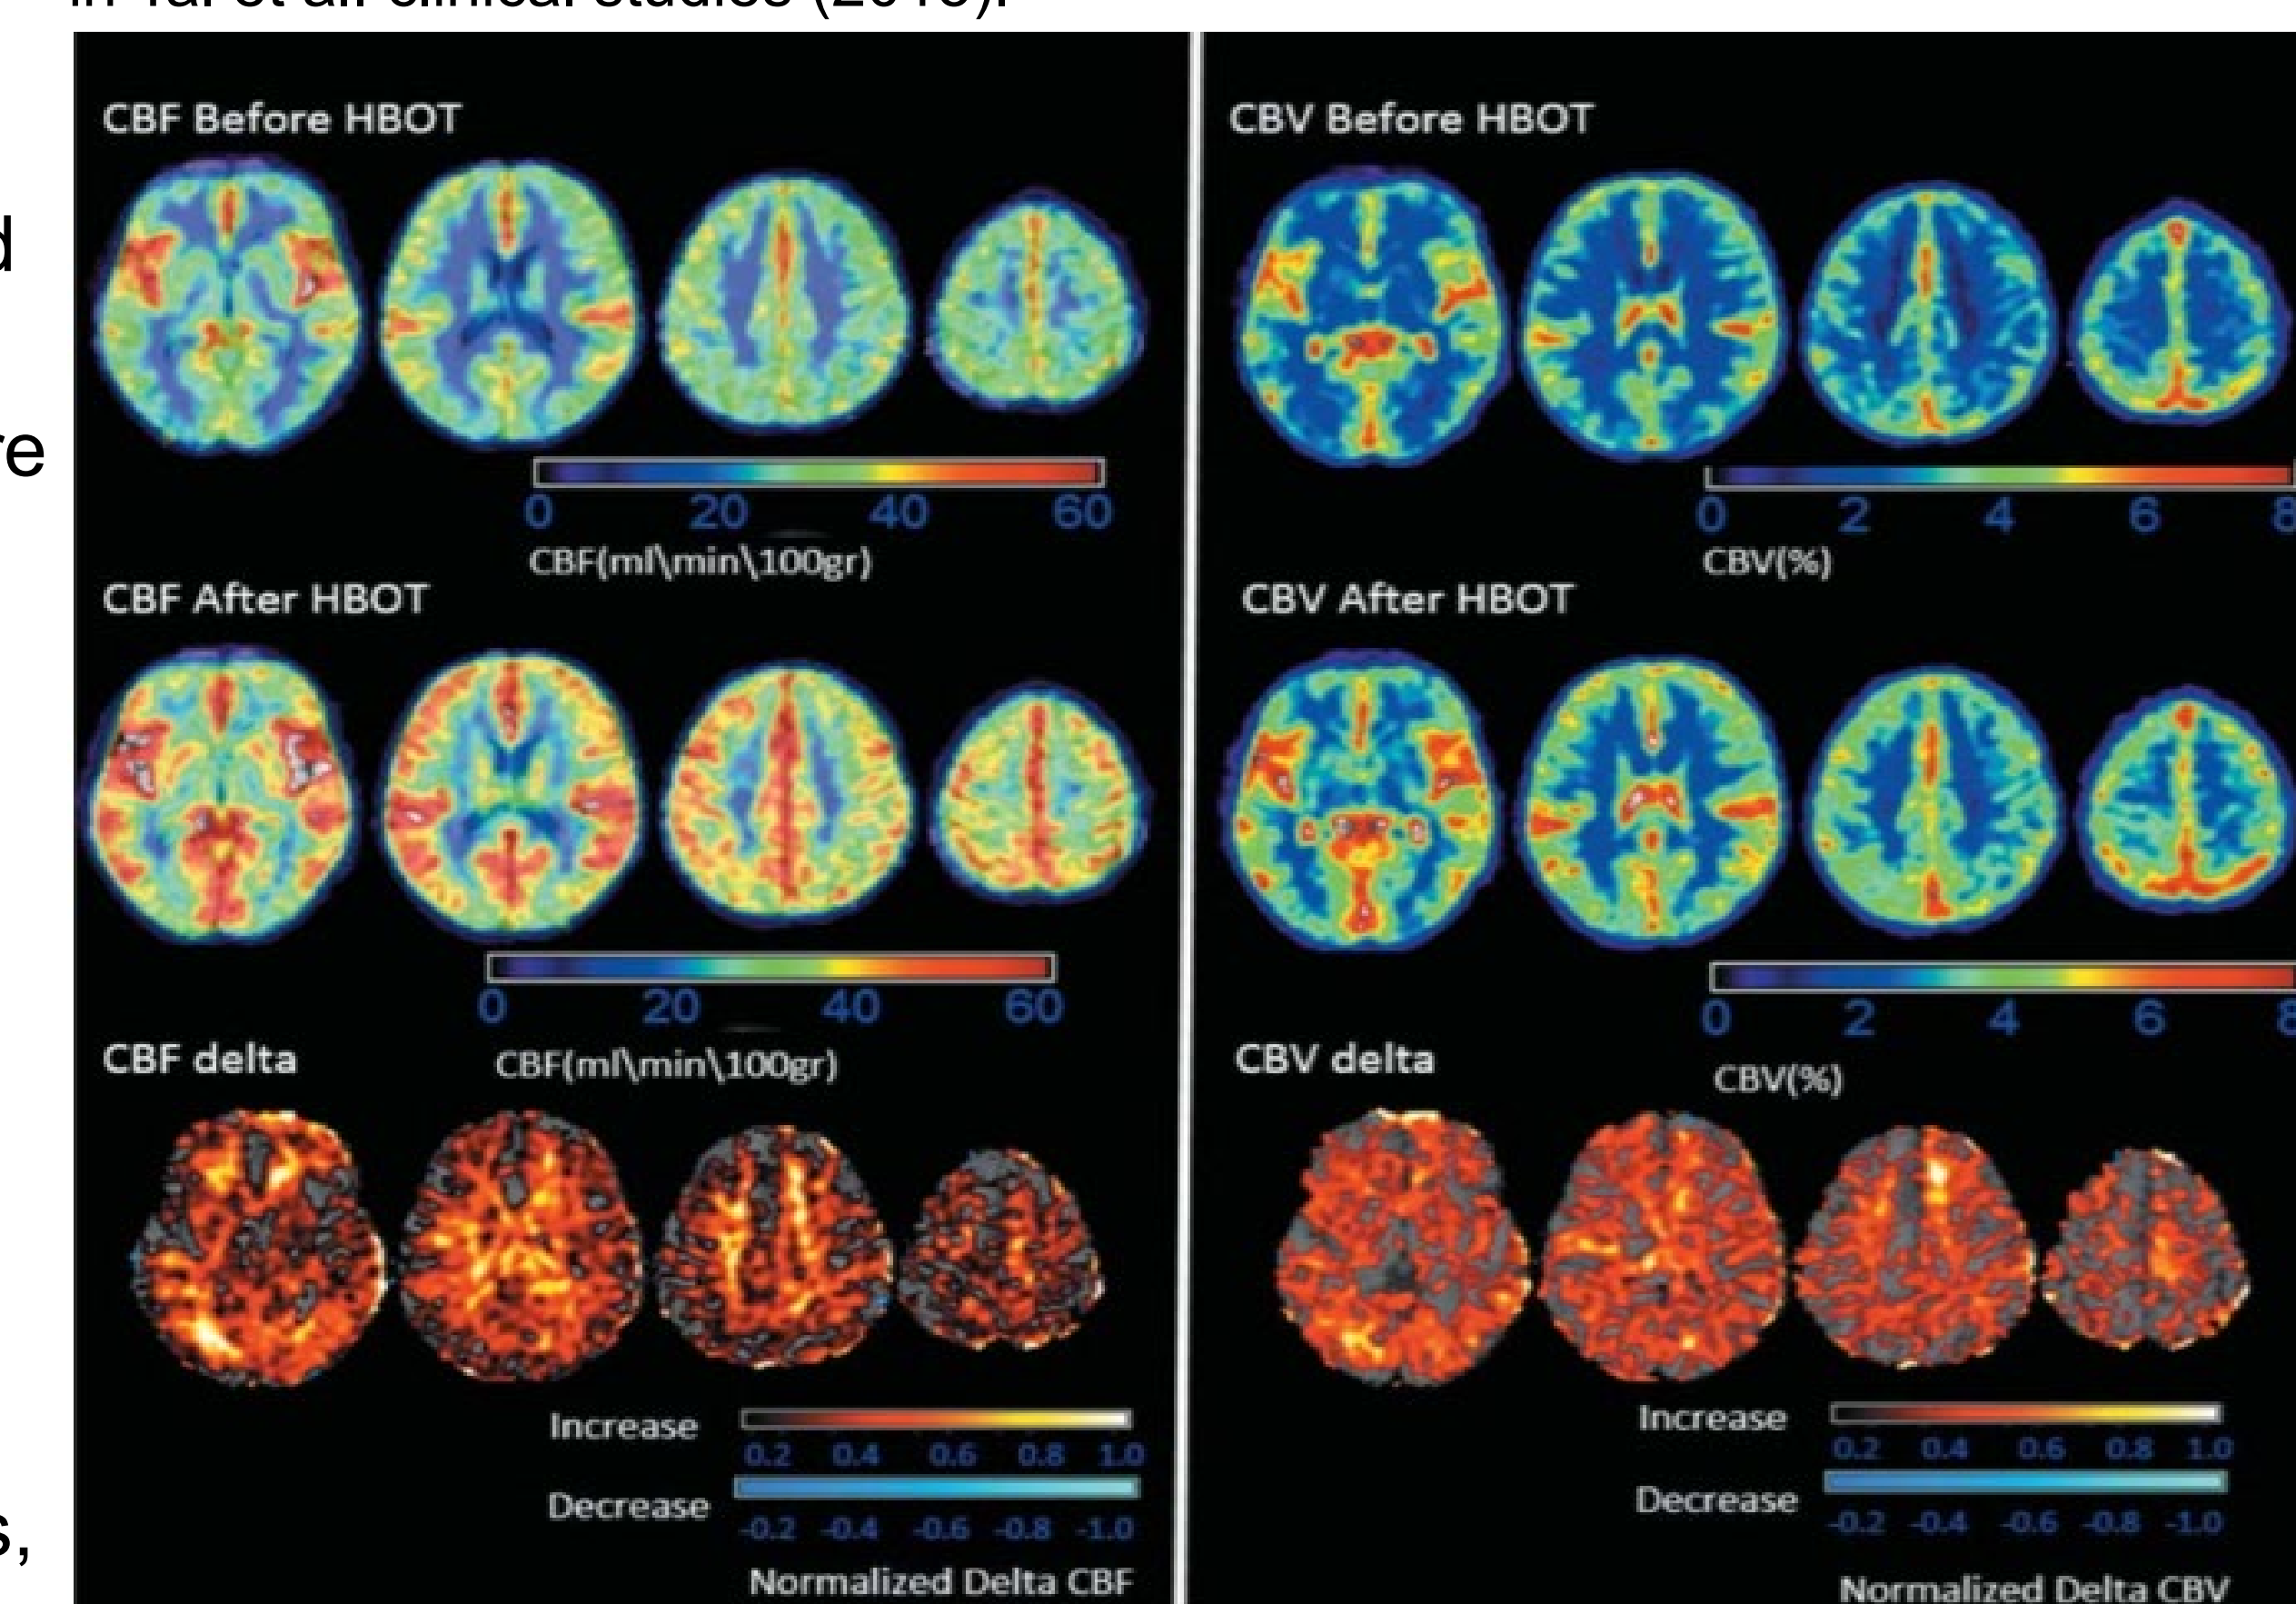 CBF Before HBOT
0 20 40 60
CBF(ml\min\100gr)
CBF After HBOT
0 20 40 60
CBF(ml\min\100gr)
CBF delta
Increase
0.2 0.4 0.6 0.8 1.0
Decrease
-0.2 -0.4 -0.6 -0.8 -1.0
Normalized Delta CBF
CBV Before HBOT
0 2 4 6 8
CBV(%)
CBV After HBOT
0 2 4 6 8
CBV(%)
CBV delta
Increase
0.2 0.4 0.6 0.8 1.0
Decrease
-0.2 -0.4 -0.6 -0.8 -1.0
Normalized Delta CBV